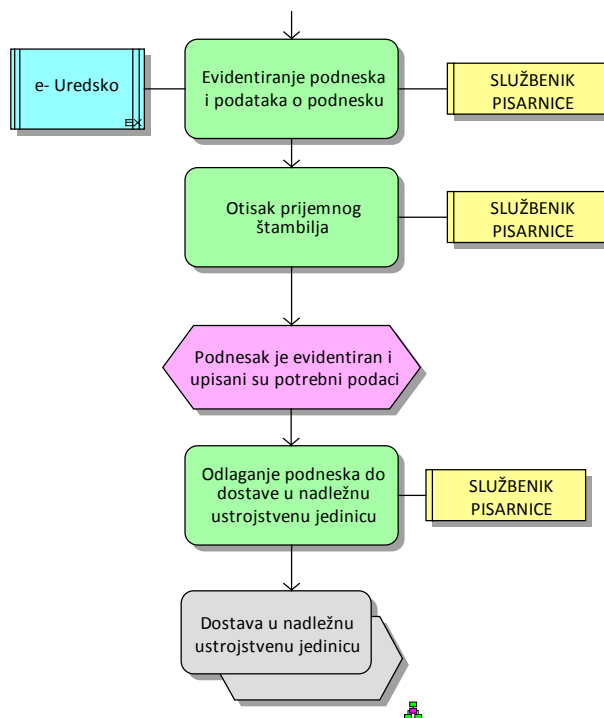 e- Uredsko
EX
Evidentiranje podneska
i podataka o podnesku
SLUŽBENIK
PISARNICE
Otisak prijemnog
štambilja
SLUŽBENIK
PISARNICE
Podnesak je evidentiran i
upisani su potrebni podaci
Odlaganje podneska do
dostave u nadležnu
ustrojstvenu jedinicu
SLUŽBENIK
PISARNICE
Dostava u nadležnu
ustrojstvenu jedinicu